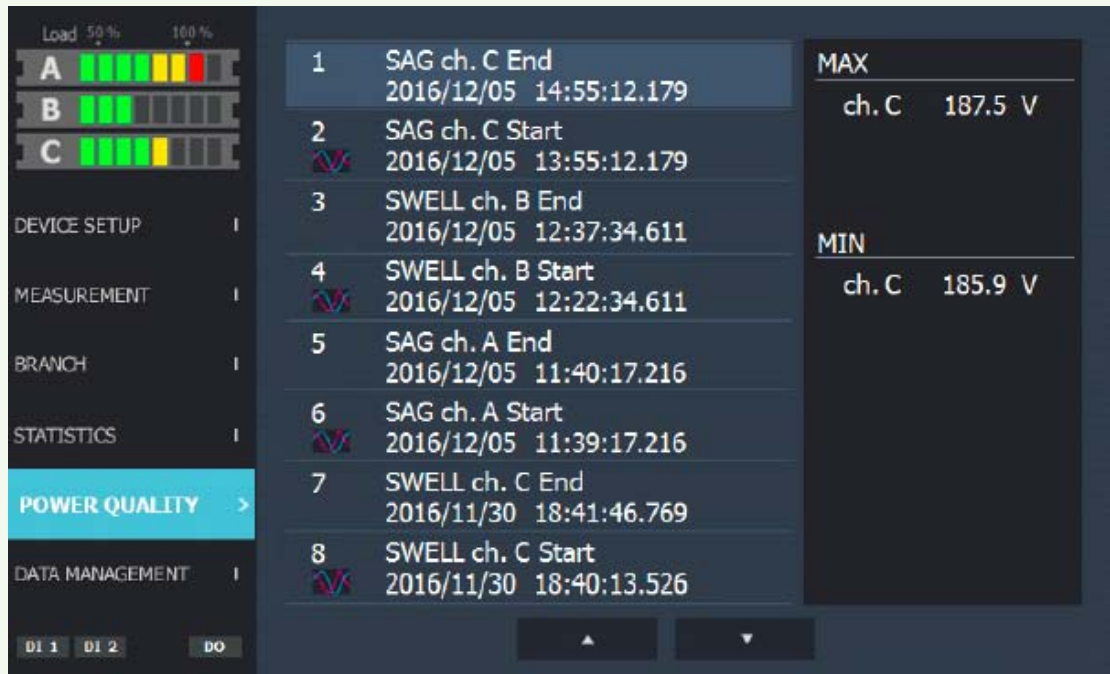 Load 50% 100%
A
B
C
DEVICE SETUP
MEASUREMENT
BRANCH
STATISTICS
POWER QUALITY >
DATA MANAGEMENT
DI 1 DI 2 DO
1 SAG ch. C End
2016/12/05 14:55:12.179
2 SAG ch. C Start
2016/12/05 13:55:12.179
3 SWELL ch. B End
2016/12/05 12:37:34.611
4 SWELL ch. B Start
2016/12/05 12:22:34.611
5 SAG ch. A End
2016/12/05 11:40:17.216
6 SAG ch. A Start
2016/12/05 11:39:17.216
7 SWELL ch. C End
2016/11/30 18:41:46.769
8 SWELL ch. C Start
2016/11/30 18:40:13.526
MAX
ch. C 187.5 V
MIN
ch. C 185.9 V